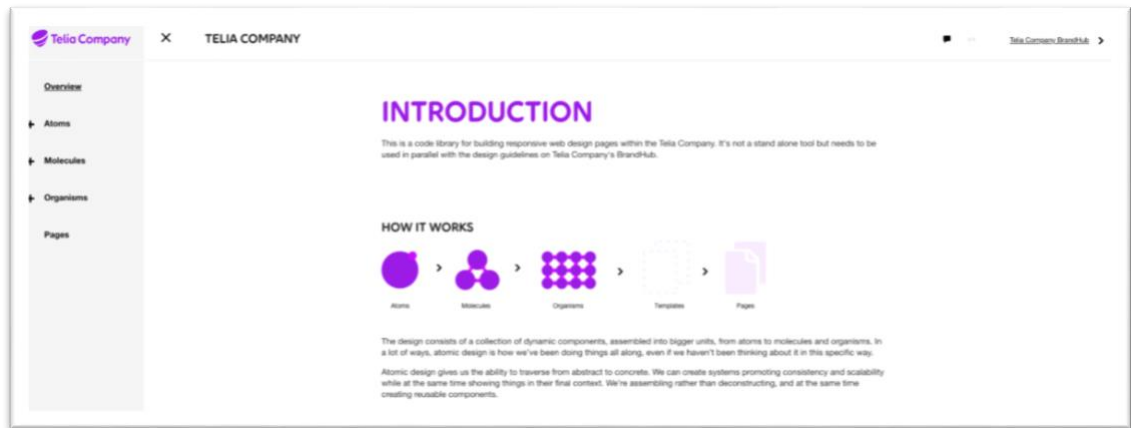 Telia Company
TELIA COMPANY
Telia Company BrandHub
Overview
Atoms
Molecules
Organisms
Pages
INTRODUCTION
This is a code library for building responsive web design pages within the Telia Company. It's not a stand alone tool but needs to be
used in parallel with the design guidelines on Telia Company's BrandHub.
HOW IT WORKS
Atoms
Molecules
Organisms
Templates
Pages
The design consists of a collection of dynamic components, assembled into bigger units, from atoms to molecules and organisms. In
a lot of ways, atomic design is how we've been doing things all along, even if we haven't been thinking about it in this specific way.
Atomic design gives us the ability to traverse from abstract to concrete. We can create systems promoting consistency and scalability
while at the same time showing things in their final context. We're assembling rather than deconstructing, and at the same time
creating reusable components.